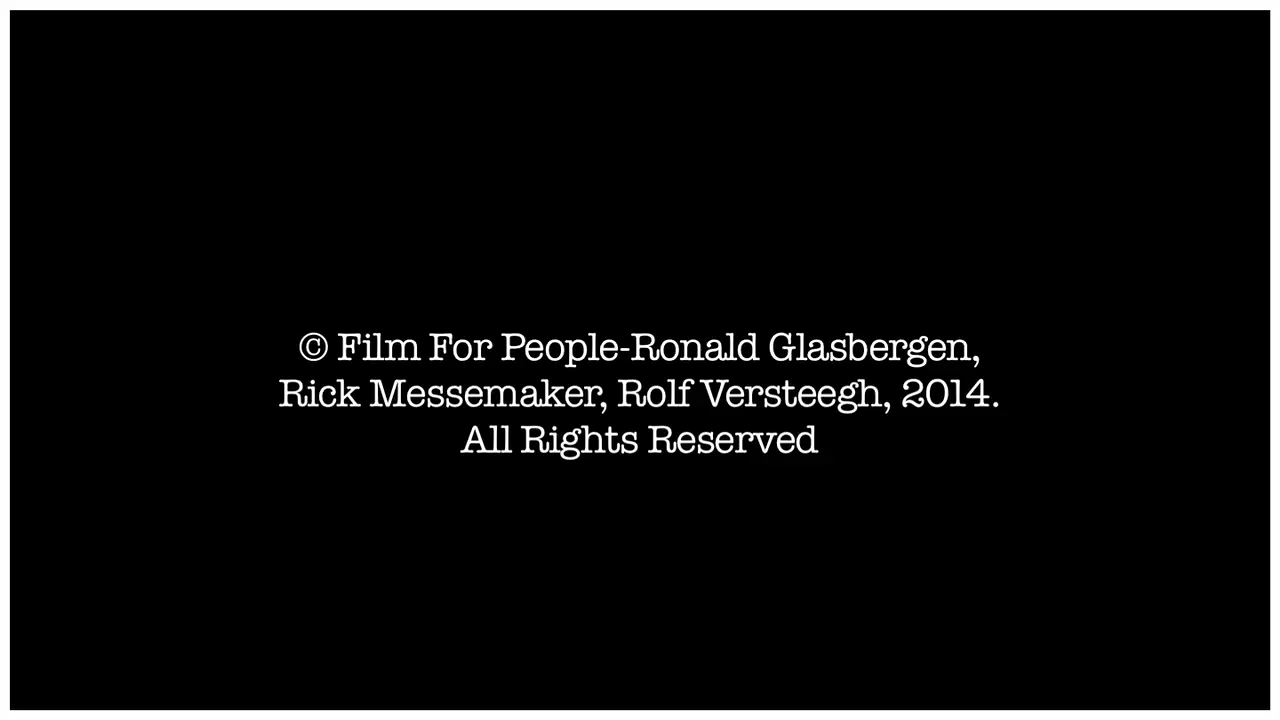 © Film For People-Ronald Glasbergen,
Rick Messemaker, Rolf Versteegh, 2014.
All Rights Reserved